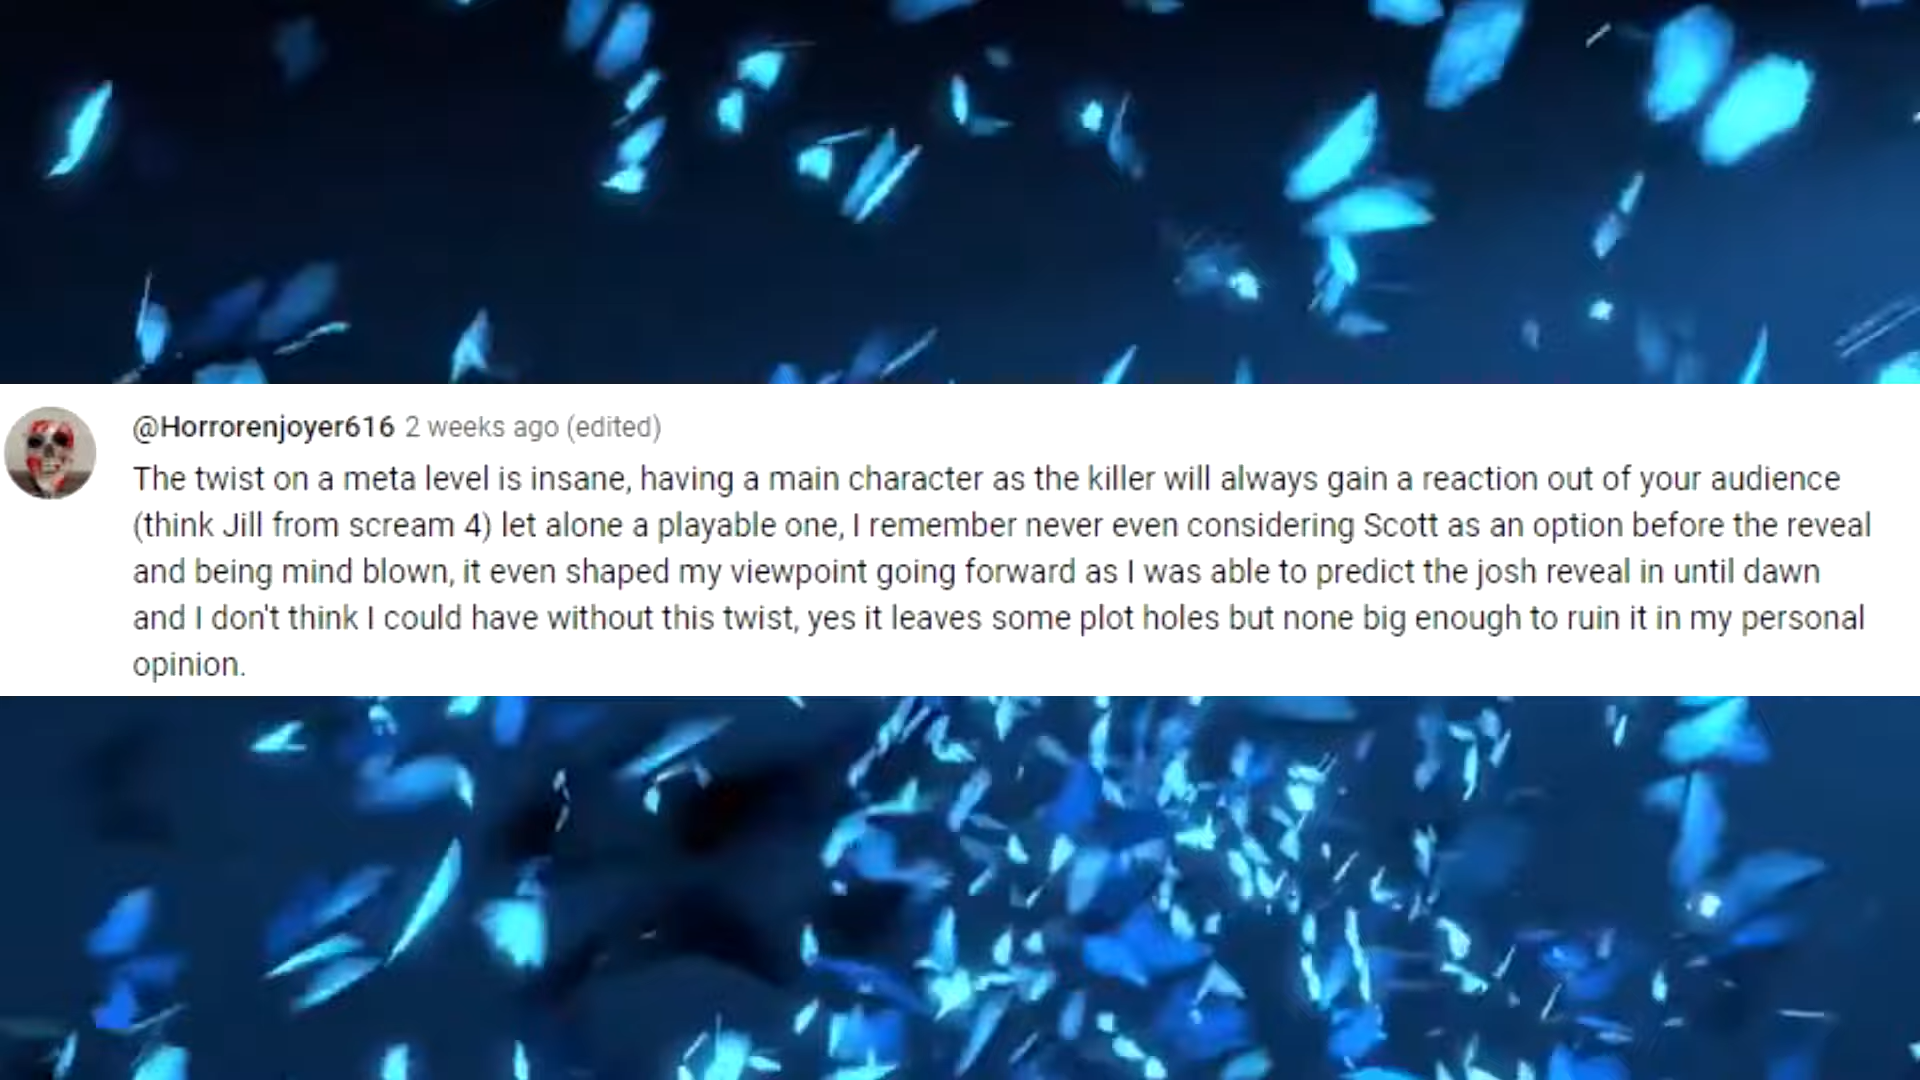 @Horrorenjoyer616 2 weeks ago (edited)
The twist on a meta level is insane, having a main character as the killer will always gain a reaction out of your audience
(think Jill from scream 4) let alone a playable one, I remember never even considering Scott as an option before the reveal
and being mind blown, it even shaped my viewpoint going forward as I was able to predict the josh reveal in until dawn
and I don't think I could have without this twist, yes it leaves some plot holes but none big enough to ruin it in my personal
opinion.